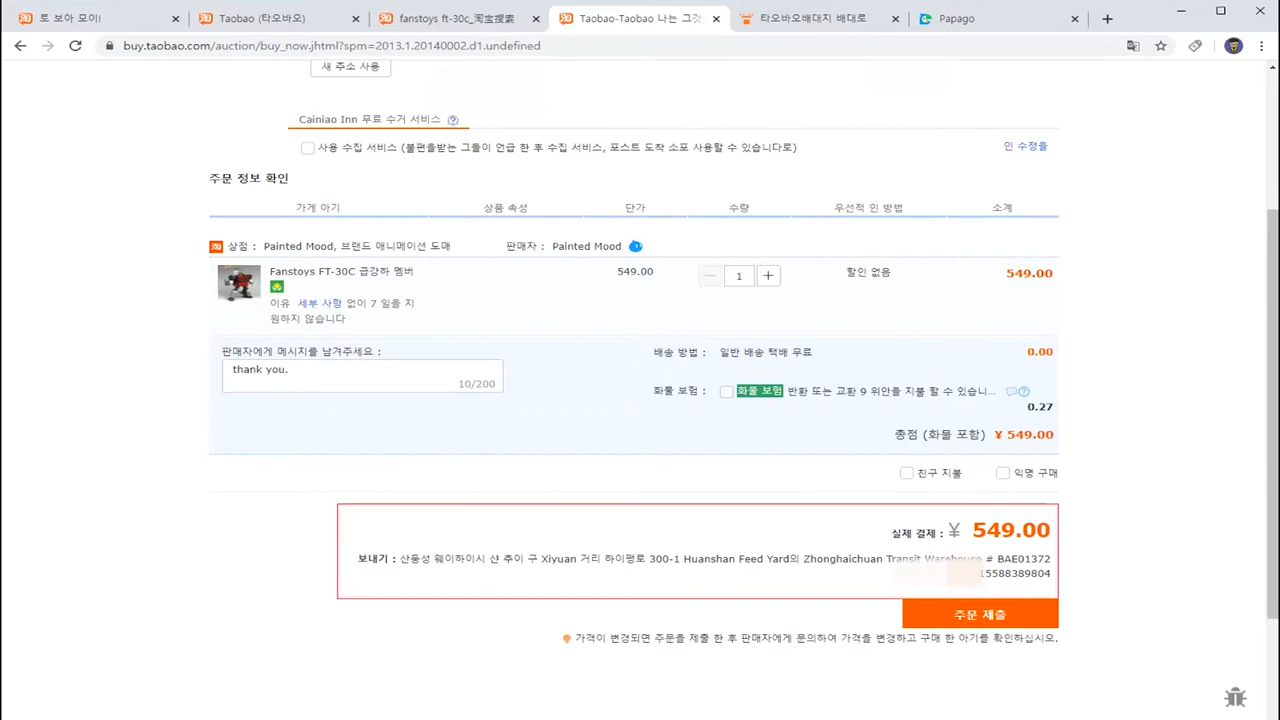 토 보아 모이!
Taobao (타오바오)
fanstoys ft-30c_淘宝搜索
Taobao-Taobao 나는 그것
타오바오배대지 배대로
Papago
buy.taobao.com/auction/buy_now.jhtml?spm=2013.1.20140002.d1.undefined
새 주소 사용
Cainiao Inn 무료 수거 서비스
사용 수집 서비스 (불편을받는 그들이 언급 한 후 수집 서비스, 포스트 도착 소포 사용할 수 있습니다로)
인 수정을
주문 정보 확인
가게 아기 상품 속성 단가 수량 우선적 인 방법 소계
상점 : Painted Mood, 브랜드 애니메이션 도매 판매자 : Painted Mood
Fanstoys FT-30C 급강하 멤버 549.00 1 할인 없음 549.00
이유 세부 사항 없이 7 일을 지
원하지 않습니다
판매자에게 메시지를 남겨주세요 : 배송 방법 : 일반 배송 택배 무료 0.00
thank you.
10/200
화물 보험 : 화물 보험 반환 또는 교환 9 위안을 지불 할 수 있습니...
0.27
총점 (화물 포함) ¥ 549.00
친구 지불 익명 구매
실제 결제 : ¥ 549.00
보내기 : 산둥성 웨이하이시 샨 추이 구 Xiyuan 거리 하이펑로 300-1 Huanshan Feed Yard의 Zhonghaichuan Transit Warehouse # BAE01372
15588389804
주문 제출
가격이 변경되면 주문을 제출 한 후 판매자에게 문의하여 가격을 변경하고 구매 한 아기를 확인하십시오.